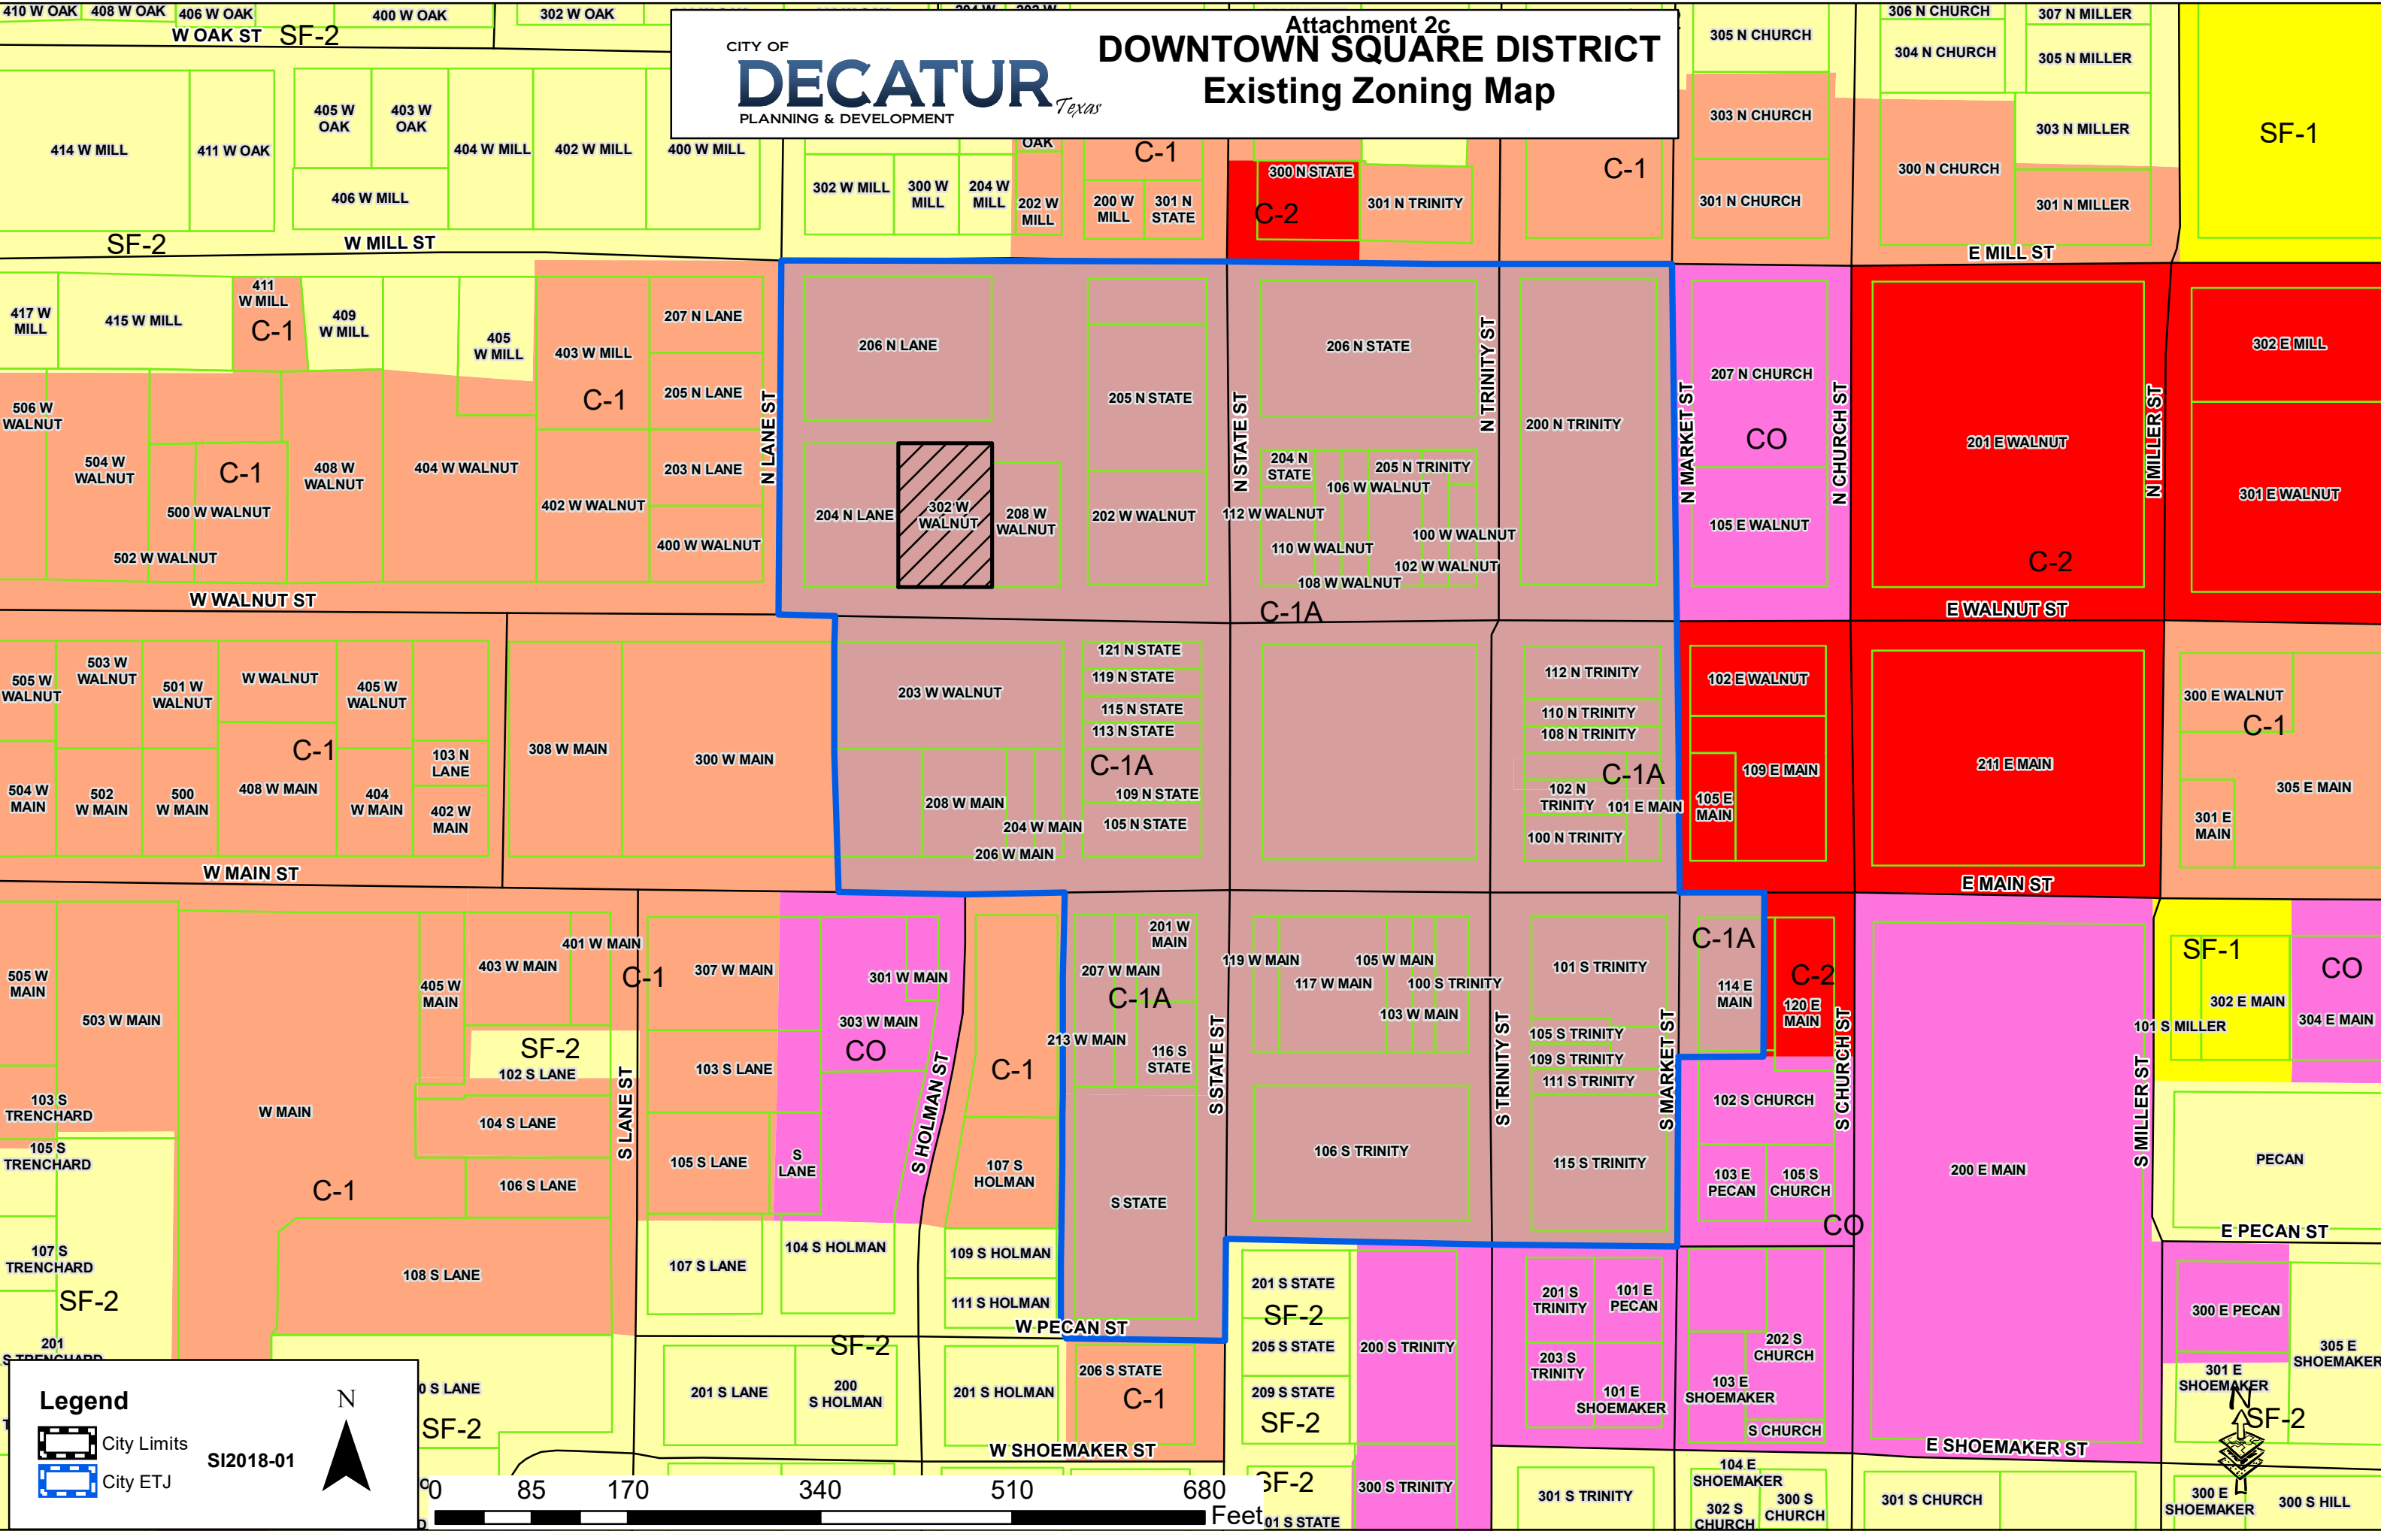 Attachment 2c
DOWNTOWN SQUARE DISTRICT
Existing Zoning Map
CITY OF
DECATUR
Texas
PLANNING & DEVELOPMENT
410 W OAK
408 W OAK
406 W OAK
400 W OAK
302 W OAK
W OAK ST
SF-2
305 N CHURCH
306 N CHURCH
307 N MILLER
304 N CHURCH
305 N MILLER
414 W MILL
411 W OAK
405 W
OAK
403 W
OAK
404 W MILL
402 W MILL
400 W MILL
406 W MILL
SF-2
W MILL ST
302 W MILL
300 W
MILL
204 W
MILL
OAK
202 W
MILL
C-1
200 W
MILL
301 N
STATE
300 N STATE
C-2
301 N TRINITY
C-1
303 N CHURCH
301 N CHURCH
300 N CHURCH
303 N MILLER
301 N MILLER
E MILL ST
SF-1
417 W
MILL
415 W MILL
411
W MILL
C-1
409
W MILL
405
W MILL
403 W MILL
C-1
207 N LANE
205 N LANE
203 N LANE
400 W WALNUT
402 W WALNUT
506 W
WALNUT
504 W
WALNUT
C-1
500 W WALNUT
502 W WALNUT
408 W
WALNUT
404 W WALNUT
W WALNUT ST
N LANE ST
206 N LANE
204 N LANE
302 W
WALNUT
208 W
WALNUT
205 N STATE
202 W WALNUT
N STATE ST
206 N STATE
204 N
STATE
205 N TRINITY
106 W WALNUT
112 W WALNUT
100 W WALNUT
110 W WALNUT
102 W WALNUT
108 W WALNUT
C-1A
N TRINITY ST
200 N TRINITY
N MARKET ST
207 N CHURCH
CO
105 E WALNUT
N CHURCH ST
201 E WALNUT
C-2
N MILLER ST
302 E MILL
301 E WALNUT
E WALNUT ST
505 W
WALNUT
503 W
WALNUT
501 W
WALNUT
W WALNUT
405 W
WALNUT
C-1
103 N
LANE
504 W
MAIN
502
W MAIN
500
W MAIN
408 W MAIN
404
W MAIN
402 W
MAIN
308 W MAIN
300 W MAIN
W MAIN ST
203 W WALNUT
121 N STATE
119 N STATE
115 N STATE
113 N STATE
C-1A
109 N STATE
105 N STATE
208 W MAIN
204 W MAIN
206 W MAIN
112 N TRINITY
110 N TRINITY
108 N TRINITY
C-1A
102 N
TRINITY
101 E MAIN
100 N TRINITY
102 E WALNUT
109 E MAIN
105 E
MAIN
211 E MAIN
300 E WALNUT
C-1
305 E MAIN
301 E
MAIN
E MAIN ST
505 W
MAIN
503 W MAIN
405 W
MAIN
403 W MAIN
401 W MAIN
C-1
SF-2
102 S LANE
103 S
TRENCHARD
W MAIN
104 S LANE
106 S LANE
105 S
TRENCHARD
C-1
107 S
TRENCHARD
SF-2
108 S LANE
201
S TRENCHARD
S LANE ST
307 W MAIN
103 S LANE
105 S LANE
S
LANE
301 W MAIN
303 W MAIN
CO
S HOLMAN ST
C-1
107 S
HOLMAN
107 S LANE
104 S HOLMAN
109 S HOLMAN
111 S HOLMAN
W PECAN ST
201 W
MAIN
207 W MAIN
C-1A
213 W MAIN
116 S
STATE
S STATE
S STATE ST
119 W MAIN
105 W MAIN
117 W MAIN
100 S TRINITY
103 W MAIN
106 S TRINITY
S TRINITY ST
101 S TRINITY
105 S TRINITY
109 S TRINITY
111 S TRINITY
115 S TRINITY
S MARKET ST
C-1A
114 E
MAIN
C-2
120 E
MAIN
102 S CHURCH
103 E
PECAN
105 S
CHURCH
CO
S CHURCH ST
200 E MAIN
S MILLER ST
SF-1
302 E MAIN
101 S MILLER
CO
304 E MAIN
PECAN
E PECAN ST
SF-2
201 S LANE
200
S HOLMAN
201 S HOLMAN
206 S STATE
C-1
W SHOEMAKER ST
201 S STATE
SF-2
205 S STATE
209 S STATE
SF-2
200 S TRINITY
201 S
TRINITY
101 E
PECAN
203 S
TRINITY
101 E
SHOEMAKER
202 S
CHURCH
103 E
SHOEMAKER
S CHURCH
E SHOEMAKER ST
300 E PECAN
305 E
SHOEMAKER
301 E
SHOEMAKER
N
SF-2
0 S LANE
SF-2
SF-2
300 S TRINITY
01 S STATE
301 S TRINITY
104 E
SHOEMAKER
302 S
CHURCH
300 S
CHURCH
301 S CHURCH
300 E
SHOEMAKER
300 S HILL
Legend
City Limits
City ETJ
SI2018-01
N
0 85 170 340 510 680
Feet